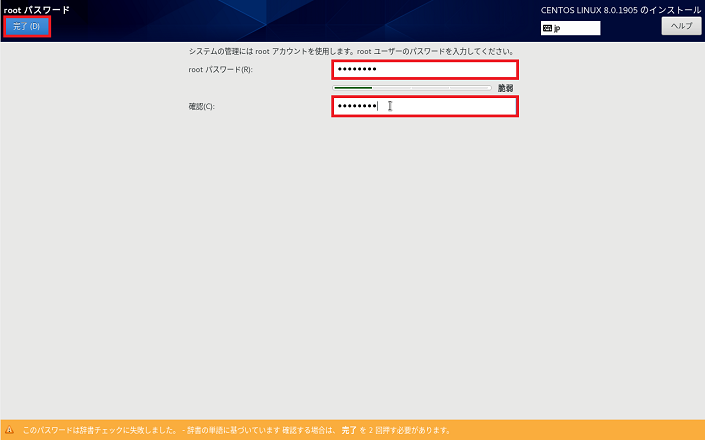 root パスワード
CENTOS LINUX 8.0.1905 のインストール
完了 (D)
jp
ヘルプ
システムの管理には root アカウントを使用します。root ユーザーのパスワードを入力してください。
root パスワード(R):
••••••••
脆弱
確認(C):
••••••••
このパスワードは辞書チェックに失敗しました。 - 辞書の単語に基づいています 確認する場合は、 完了 を 2 回押す必要があります。